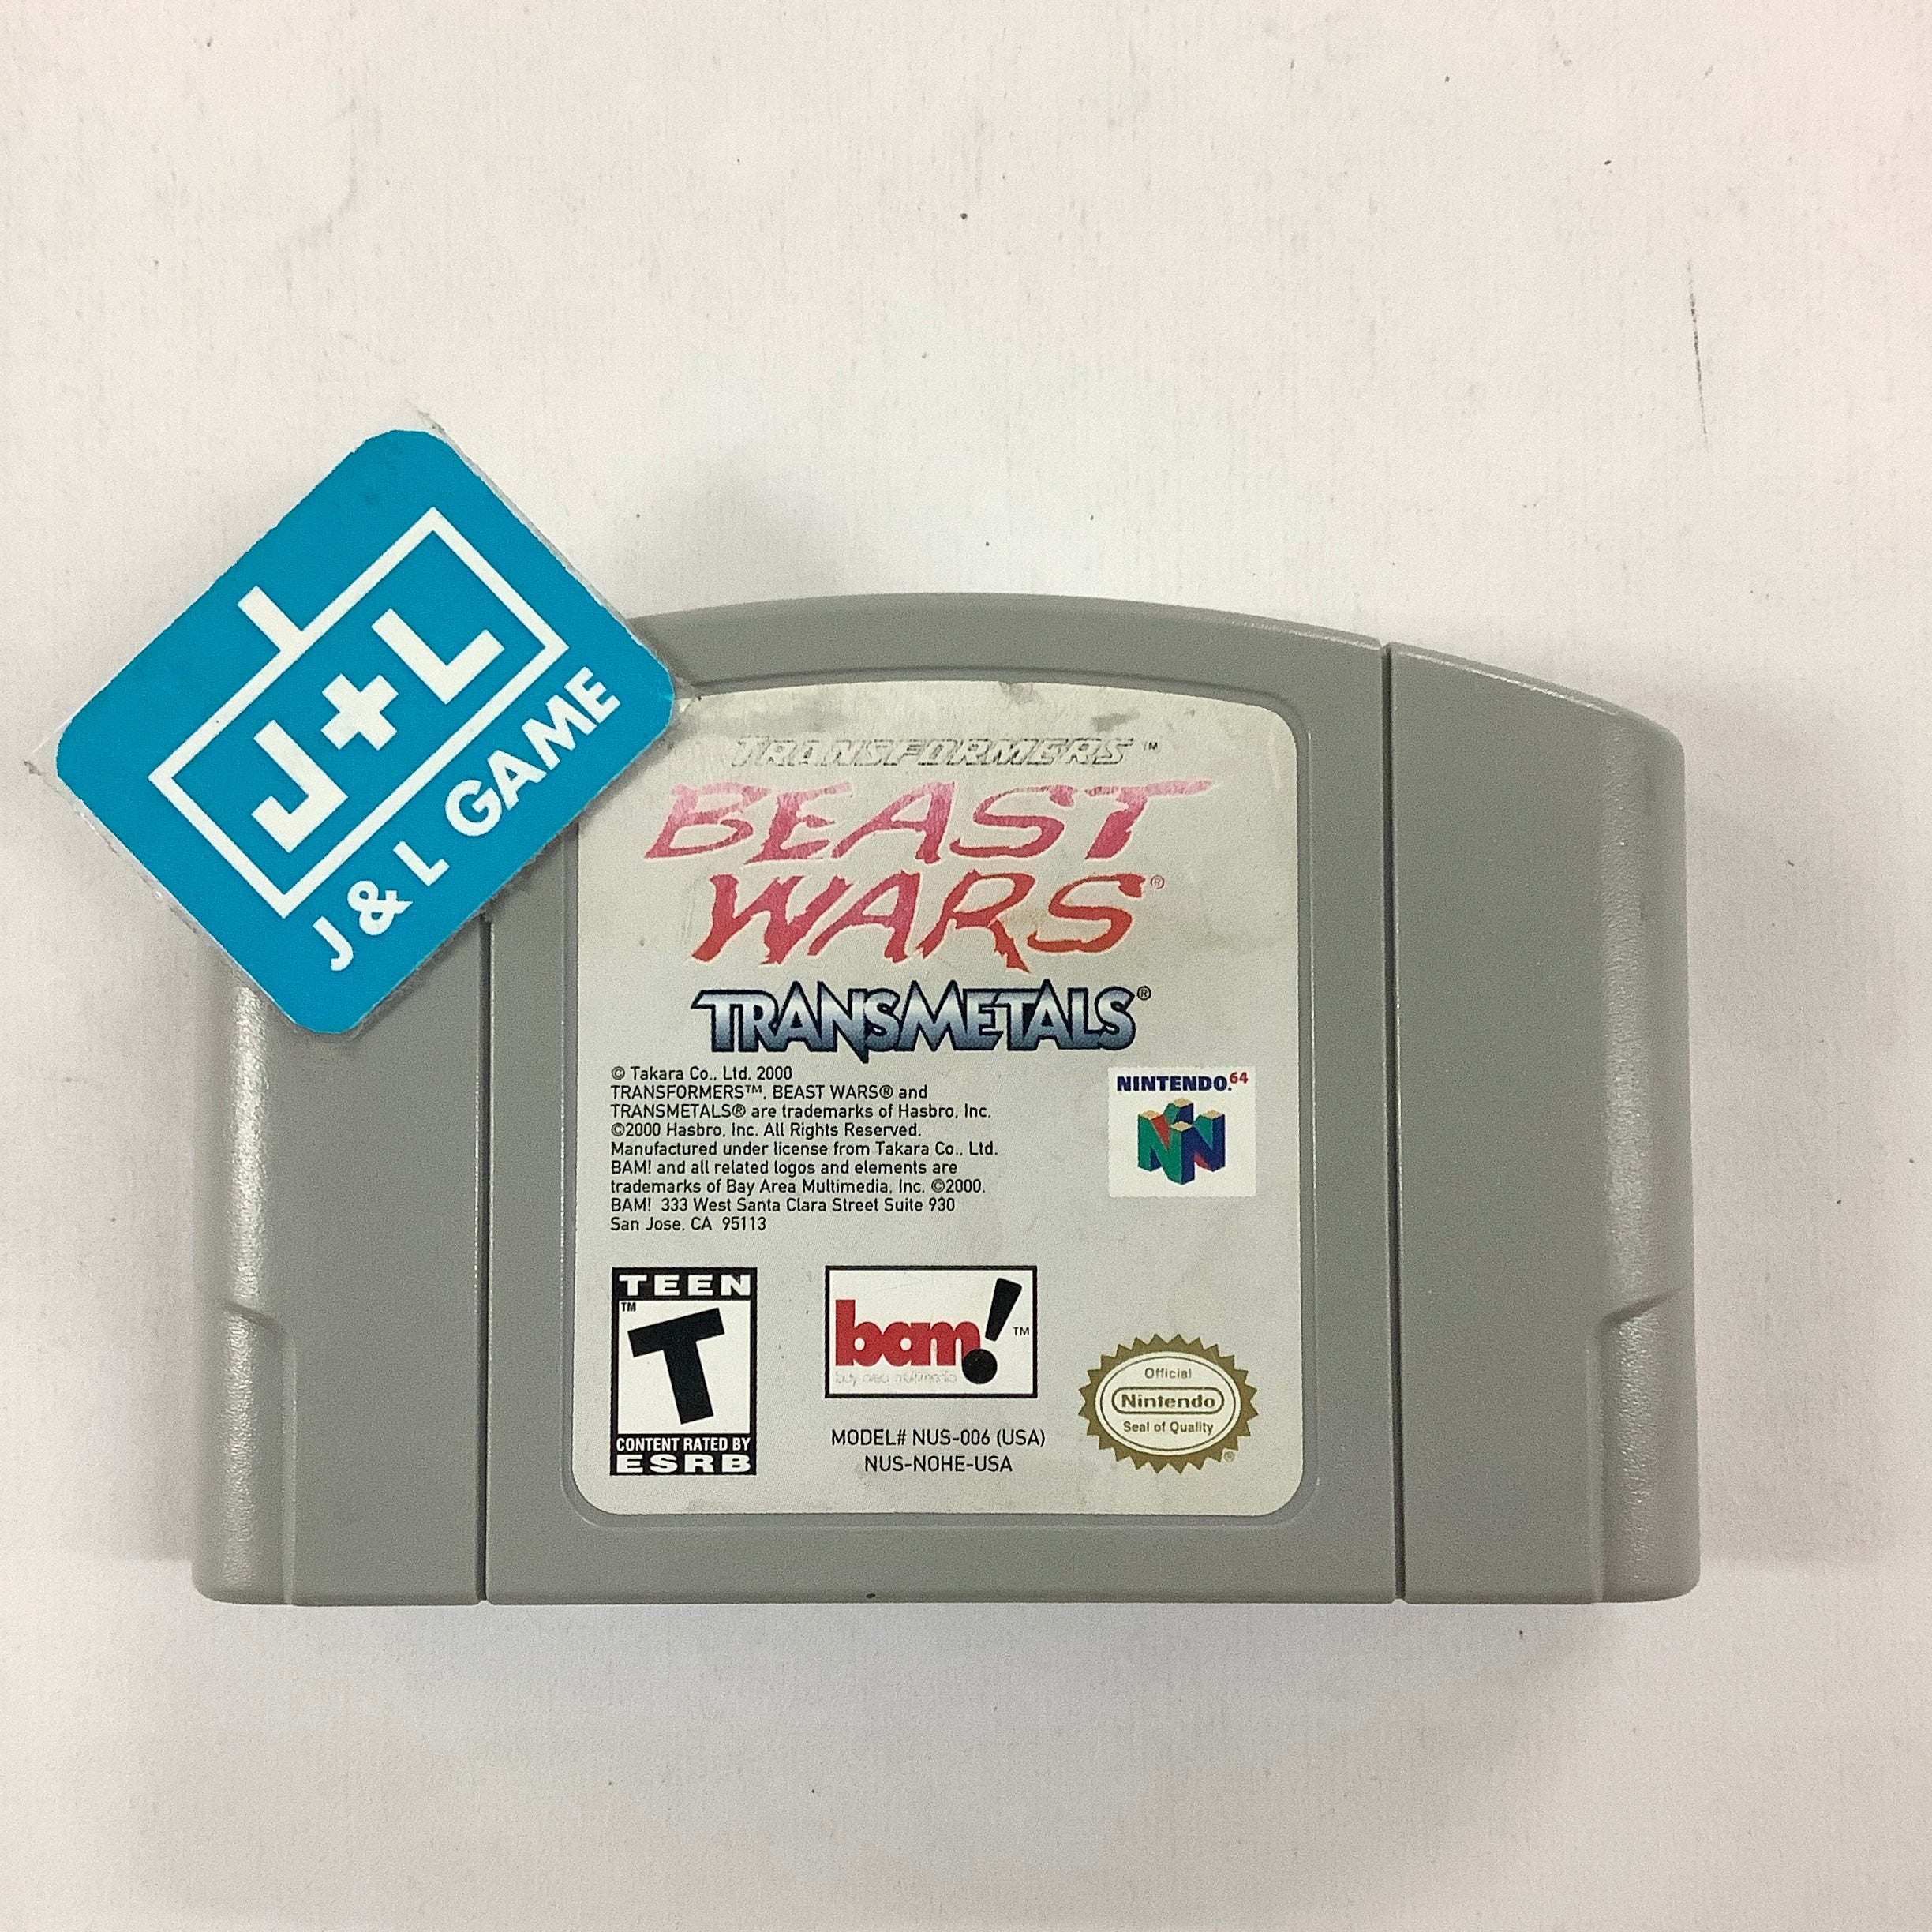 J+L
J & L GAME
TRANSFORMERS™
BEAST
WARS®
TRANSMETALS®
© Takara Co., Ltd. 2000
TRANSFORMERS™, BEAST WARS® and
TRANSMETALS® are trademarks of Hasbro, Inc.
©2000 Hasbro, Inc. All Rights Reserved.
Manufactured under license from Takara Co., Ltd.
BAM! and all related logos and elements are
trademarks of Bay Area Multimedia, Inc. ©2000.
BAM! 333 West Santa Clara Street Suite 930
San Jose, CA 95113
NINTENDO.64
TEEN
™
T
CONTENT RATED BY
ESRB
bam!™
bay area multimedia
MODEL# NUS-006 (USA)
NUS-NOHE-USA
Official
Nintendo
Seal of Quality
®